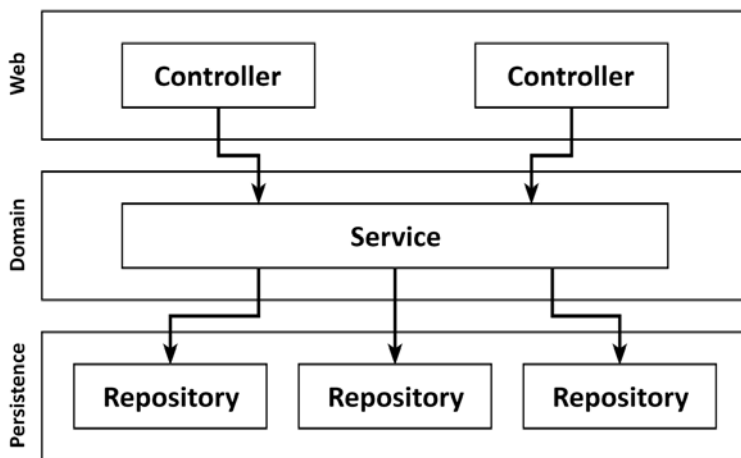 Web
Controller
Controller
Domain
Service
Persistence
Repository
Repository
Repository